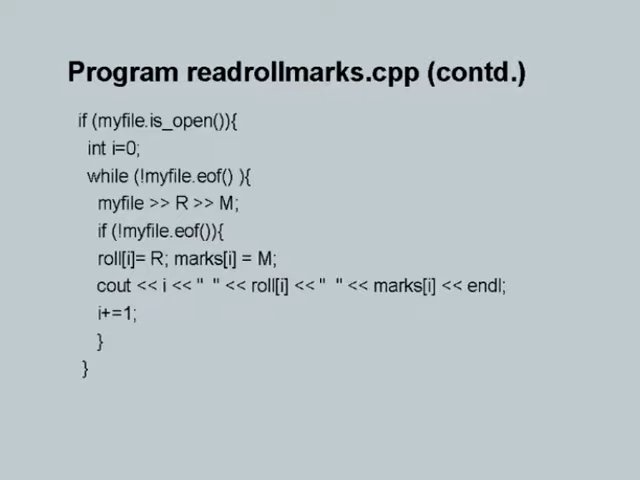 Program readrollmarks.cpp (contd.)
if (myfile.is_open()){
int i=0;
while (!myfile.eof() ){
myfile >> R >> M;
if (!myfile.eof()){
roll[i]= R; marks[i] = M;
cout << i << "  " << roll[i] << "  " << marks[i] << endl;
i+=1;
}
}